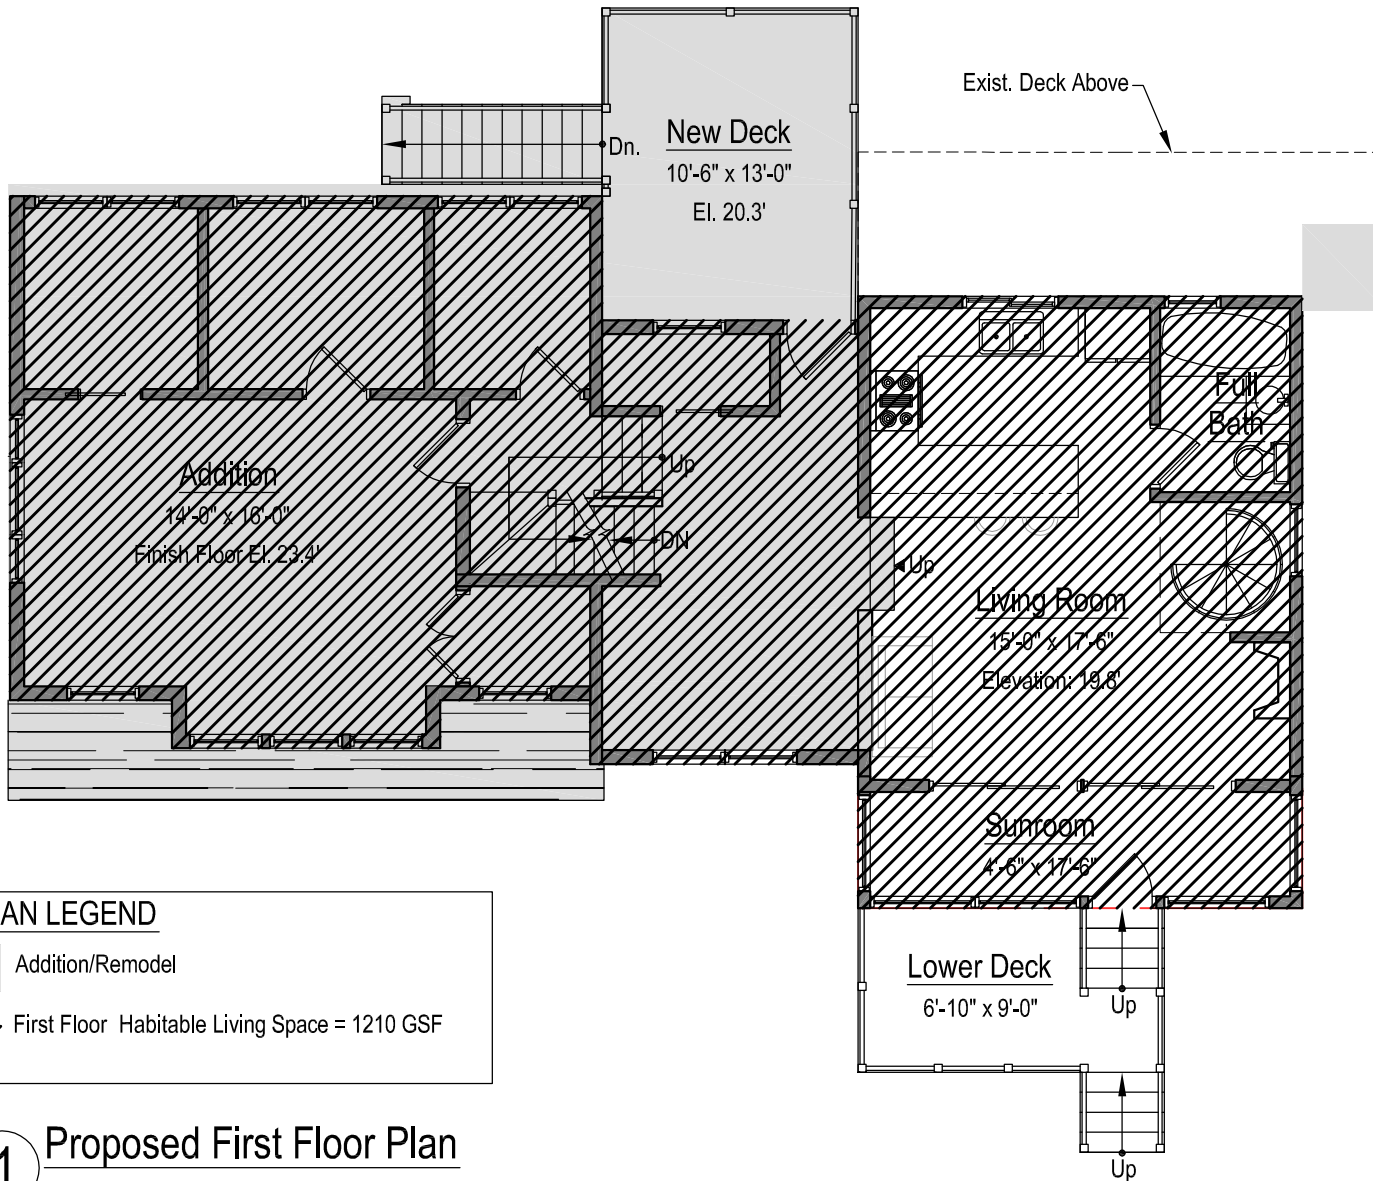 Exist. Deck Above
New Deck
10'-6" x 13'-0"
El. 20.3'
Dn.
Full
Bath
Addition
14'-0" x 16'-0"
Finish Floor El. 23.4'
Up
DN
Up
Living Room
15'-0" x 17'-6"
Elevation: 19.8'
Sunroom
4'-6" x 17'-6"
AN LEGEND
Addition/Remodel
First Floor Habitable Living Space = 1210 GSF
Lower Deck
6'-10" x 9'-0"
Up
1 Proposed First Floor Plan
Up